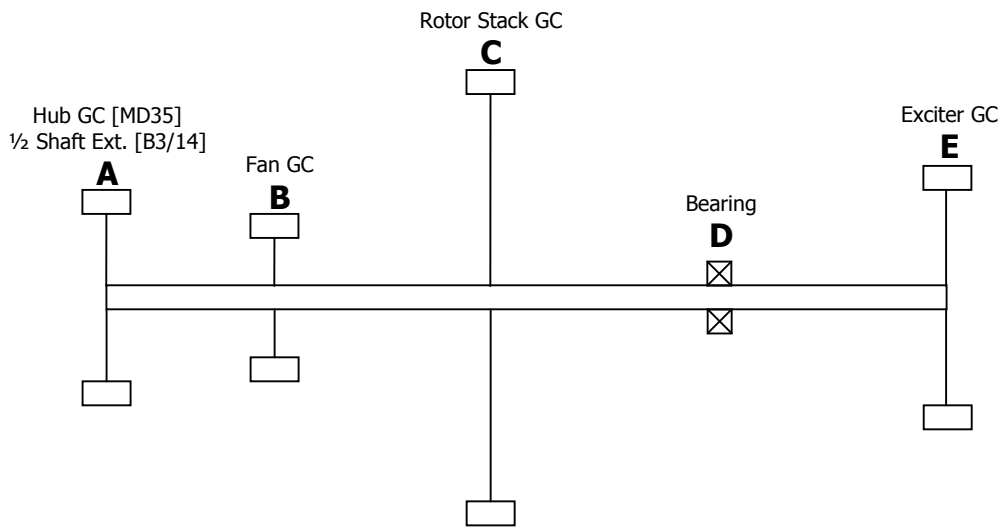 Rotor Stack GC
C
Hub GC [MD35]
½ Shaft Ext. [B3/14]
A
Fan GC
B
Bearing
D
Exciter GC
E